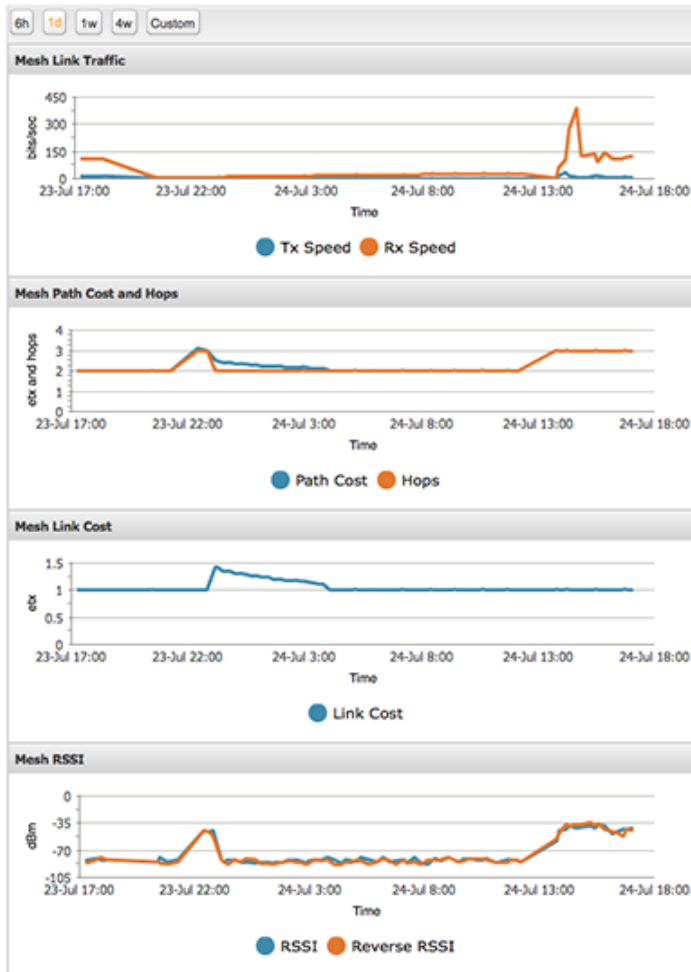 6h 1d 1w 4w Custom
Mesh Link Traffic
bits/sec
450
300
150
0
23-Jul 17:00 23-Jul 22:00 24-Jul 3:00 24-Jul 8:00 24-Jul 13:00 24-Jul 18:00
Time
Tx Speed Rx Speed
Mesh Path Cost and Hops
etx and hops
4
3
2
1
0
23-Jul 17:00 23-Jul 22:00 24-Jul 3:00 24-Jul 8:00 24-Jul 13:00 24-Jul 18:00
Time
Path Cost Hops
Mesh Link Cost
etx
1.5
1
0.5
0
23-Jul 17:00 23-Jul 22:00 24-Jul 3:00 24-Jul 8:00 24-Jul 13:00 24-Jul 18:00
Time
Link Cost
Mesh RSSI
dBm
0
-35
-70
-105
23-Jul 17:00 23-Jul 22:00 24-Jul 3:00 24-Jul 8:00 24-Jul 13:00 24-Jul 18:00
Time
RSSI Reverse RSSI